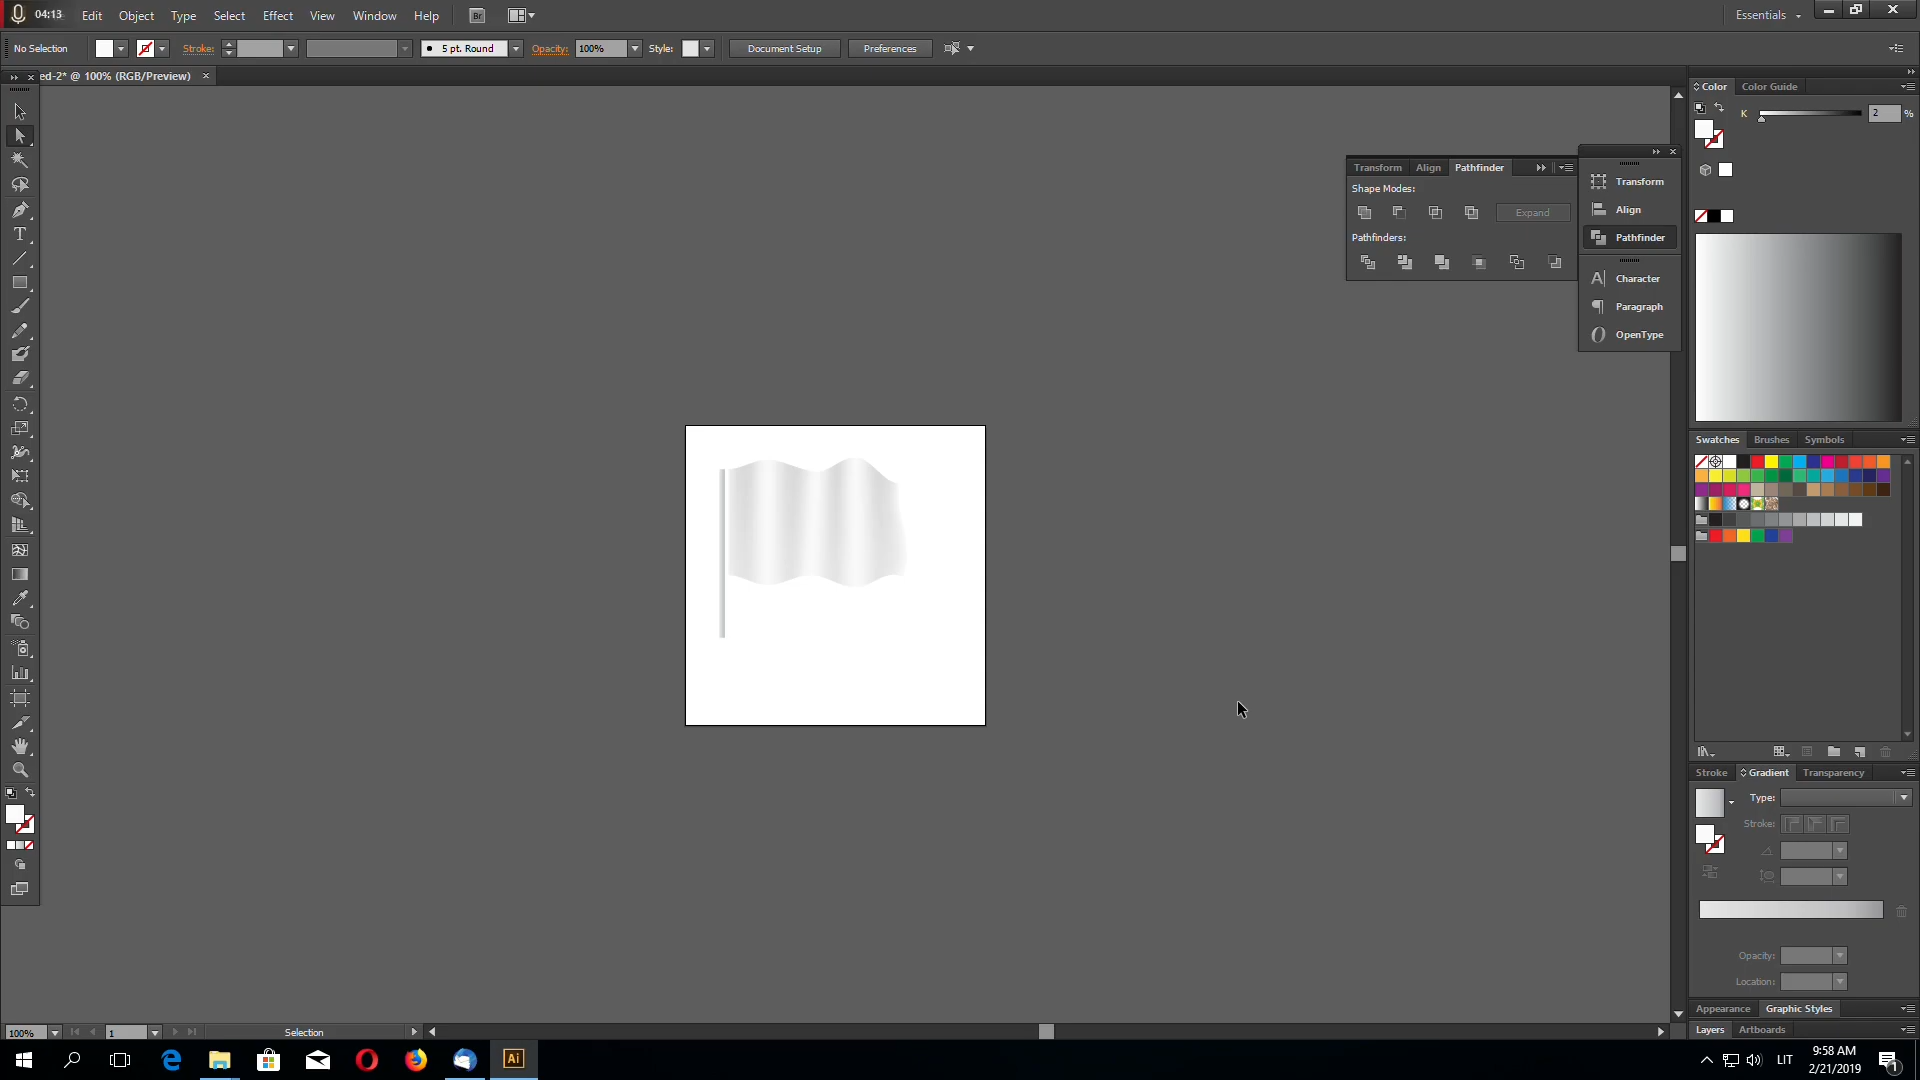 04:13 Edit Object Type Select Effect View Window Help Br Essentials
No Selection Stroke: 5 pt. Round Opacity: 100% Style: Document Setup Preferences
ed-2* @ 100% (RGB/Preview) ×
Color Color Guide
K 2 %
Transform Align Pathfinder
Shape Modes:
Expand
Pathfinders:
Transform
Align
Pathfinder
Character
Paragraph
OpenType
Swatches Brushes Symbols
Stroke Gradient Transparency
Type:
Stroke:
Opacity:
Location:
Appearance Graphic Styles
Layers Artboards
100% 1 Selection
Ai LIT 9:58 AM
2/21/2019 1